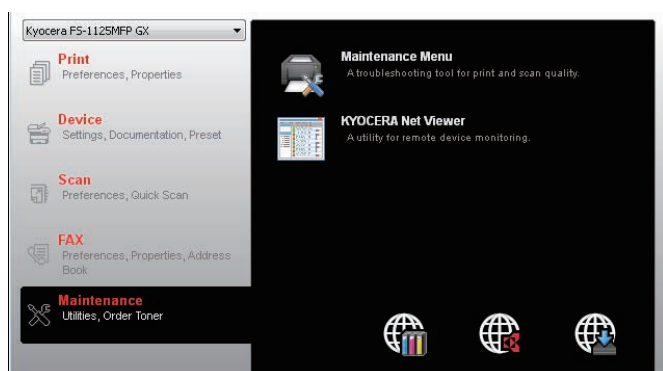 Kyocera FS-1125MFP GX
Print
Preferences, Properties
Device
Settings, Documentation, Preset
Scan
Preferences, Quick Scan
FAX
Preferences, Properties, Address
Book
Maintenance
Utilities, Order Toner
Maintenance Menu
A troubleshooting tool for print and scan quality.
KYOCERA Net Viewer
A utility for remote device monitoring.